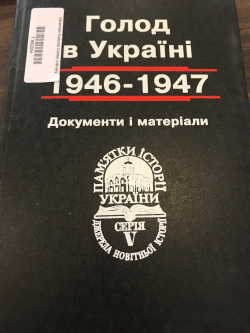 Голод
в Україні
1946-1947
Документи і матеріали
ПАМ'ЯТКИ ІСТОРІЇ
УКРАЇНИ
СЕРІЯ
V
ДЖЕРЕЛА НОВІТНЬОЇ ІСТОРІЇ